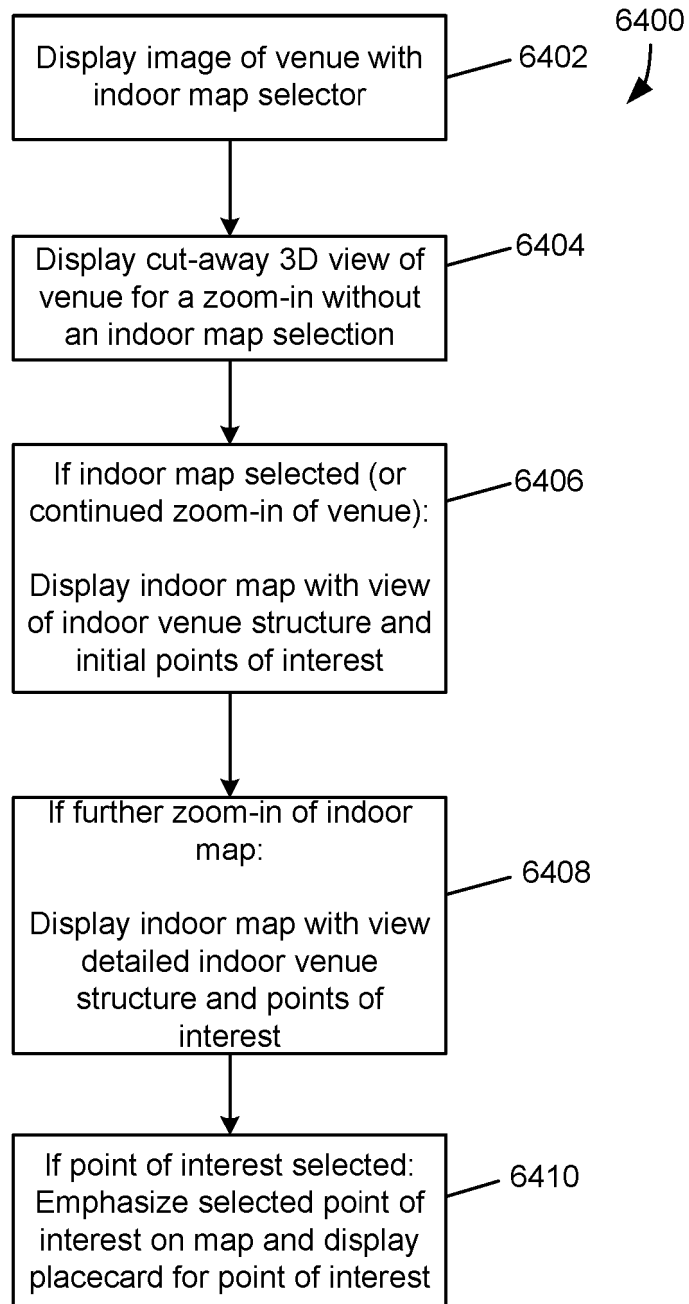 6400
Display image of venue with
indoor map selector
6402
Display cut-away 3D view of
venue for a zoom-in without
an indoor map selection
6404
If indoor map selected (or
continued zoom-in of venue):
Display indoor map with view
of indoor venue structure and
initial points of interest
6406
If further zoom-in of indoor
map:
Display indoor map with view
detailed indoor venue
structure and points of
interest
6408
If point of interest selected:
Emphasize selected point of
interest on map and display
placecard for point of interest
6410